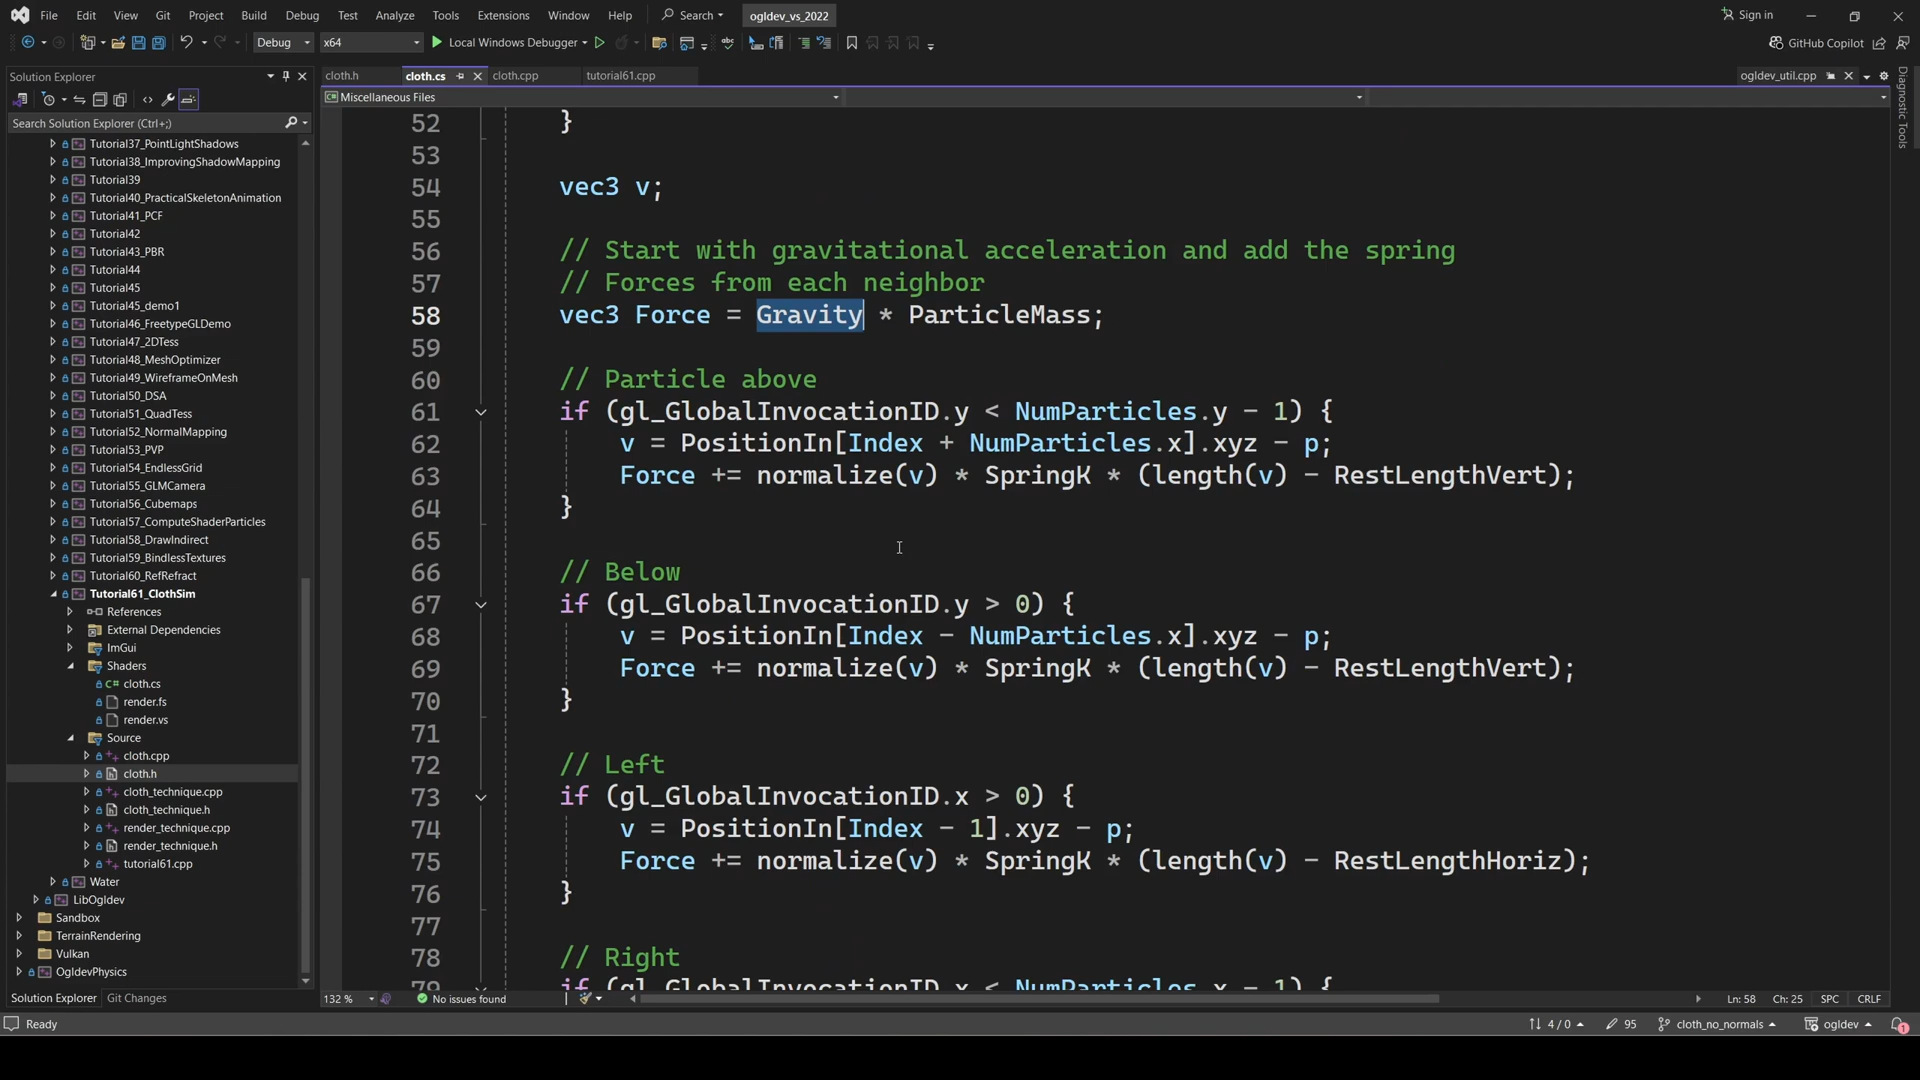 File Edit View Git Project Build Debug Test Analyze Tools Extensions Window Help Search ogldev_vs_2022 Sign in
Debug x64 Local Windows Debugger GitHub Copilot
Solution Explorer
Search Solution Explorer (Ctrl+;)
Tutorial37_PointLightShadows
Tutorial38_ImprovingShadowMapping
Tutorial39
Tutorial40_PracticalSkeletonAnimation
Tutorial41_PCF
Tutorial42
Tutorial43_PBR
Tutorial44
Tutorial45
Tutorial45_demo1
Tutorial46_FreetypeGLDemo
Tutorial47_2DTess
Tutorial48_MeshOptimizer
Tutorial49_WireframeOnMesh
Tutorial50_DSA
Tutorial51_QuadTess
Tutorial52_NormalMapping
Tutorial53_PVP
Tutorial54_EndlessGrid
Tutorial55_GLMCamera
Tutorial56_Cubemaps
Tutorial57_ComputeShaderParticles
Tutorial58_DrawIndirect
Tutorial59_BindlessTextures
Tutorial60_RefRefract
Tutorial61_ClothSim
References
External Dependencies
ImGui
Shaders
C# cloth.cs
render.fs
render.vs
Source
cloth.cpp
cloth.h
cloth_technique.cpp
cloth_technique.h
render_technique.cpp
render_technique.h
tutorial61.cpp
Water
LibOgldev
Sandbox
TerrainRendering
Vulkan
OgldevPhysics
Solution Explorer Git Changes
cloth.h cloth.cs cloth.cpp tutorial61.cpp ogldev_util.cpp
Miscellaneous Files
52 }
53
54 vec3 v;
55
56 // Start with gravitational acceleration and add the spring
57 // Forces from each neighbor
58 vec3 Force = Gravity * ParticleMass;
59
60 // Particle above
61 if (gl_GlobalInvocationID.y < NumParticles.y - 1) {
62 v = PositionIn[Index + NumParticles.x].xyz - p;
63 Force += normalize(v) * SpringK * (length(v) - RestLengthVert);
64 }
65
66 // Below
67 if (gl_GlobalInvocationID.y > 0) {
68 v = PositionIn[Index - NumParticles.x].xyz - p;
69 Force += normalize(v) * SpringK * (length(v) - RestLengthVert);
70 }
71
72 // Left
73 if (gl_GlobalInvocationID.x > 0) {
74 v = PositionIn[Index - 1].xyz - p;
75 Force += normalize(v) * SpringK * (length(v) - RestLengthHoriz);
76 }
77
78 // Right
79 if (gl_GlobalInvocationID.x < NumParticles.x - 1) {
132 % No issues found Ln: 58 Ch: 25 SPC CRLF
Ready 4 / 0 95 cloth_no_normals ogldev 1
Diagnostic Tools